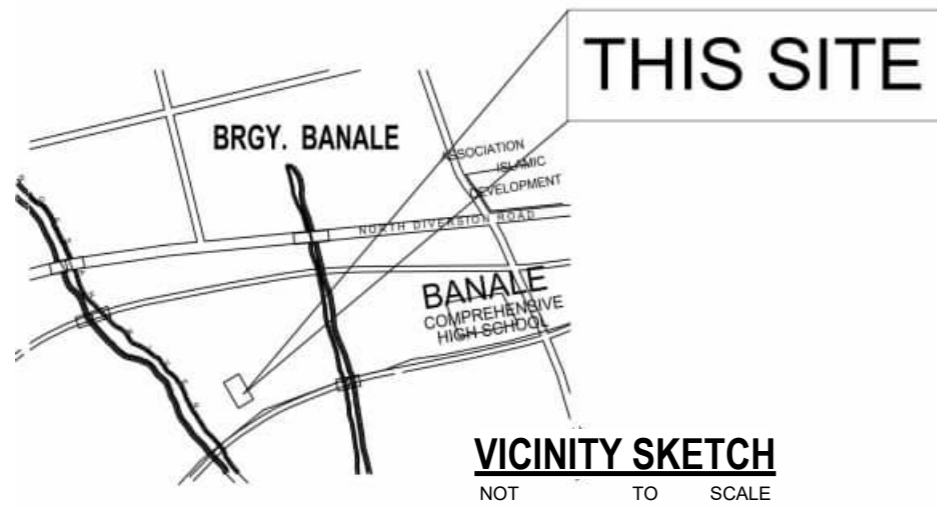 THIS SITE
BRGY. BANALE
ASSOCIATION
ISLAMIC
DEVELOPMENT
NORTH DIVERSION ROAD
BANALE
COMPREHENSIVE
HIGH SCHOOL
VICINITY SKETCH
NOT TO SCALE